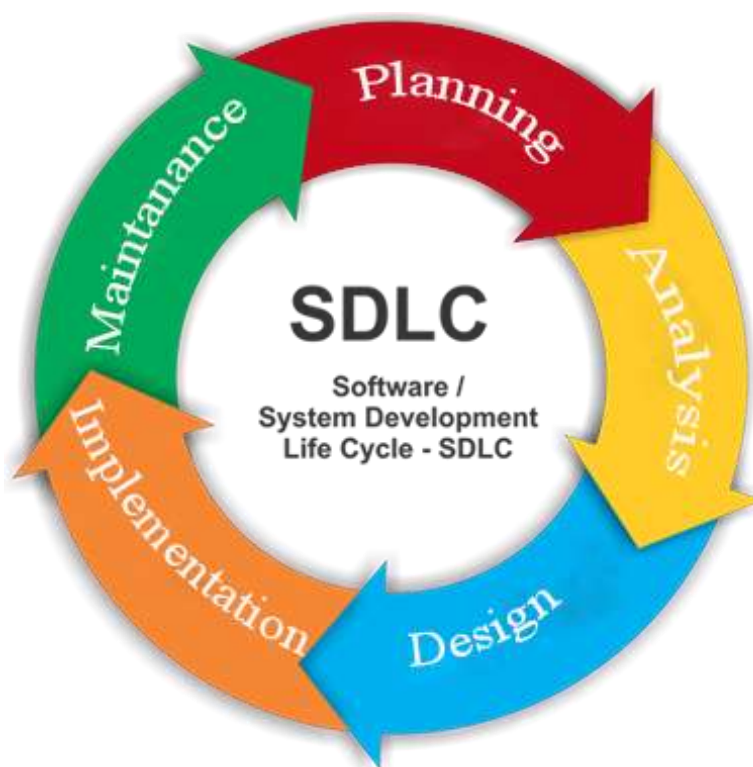 Planning
Analysis
Design
Implementation
Maintanance
SDLC
Software /
System Development
Life Cycle - SDLC